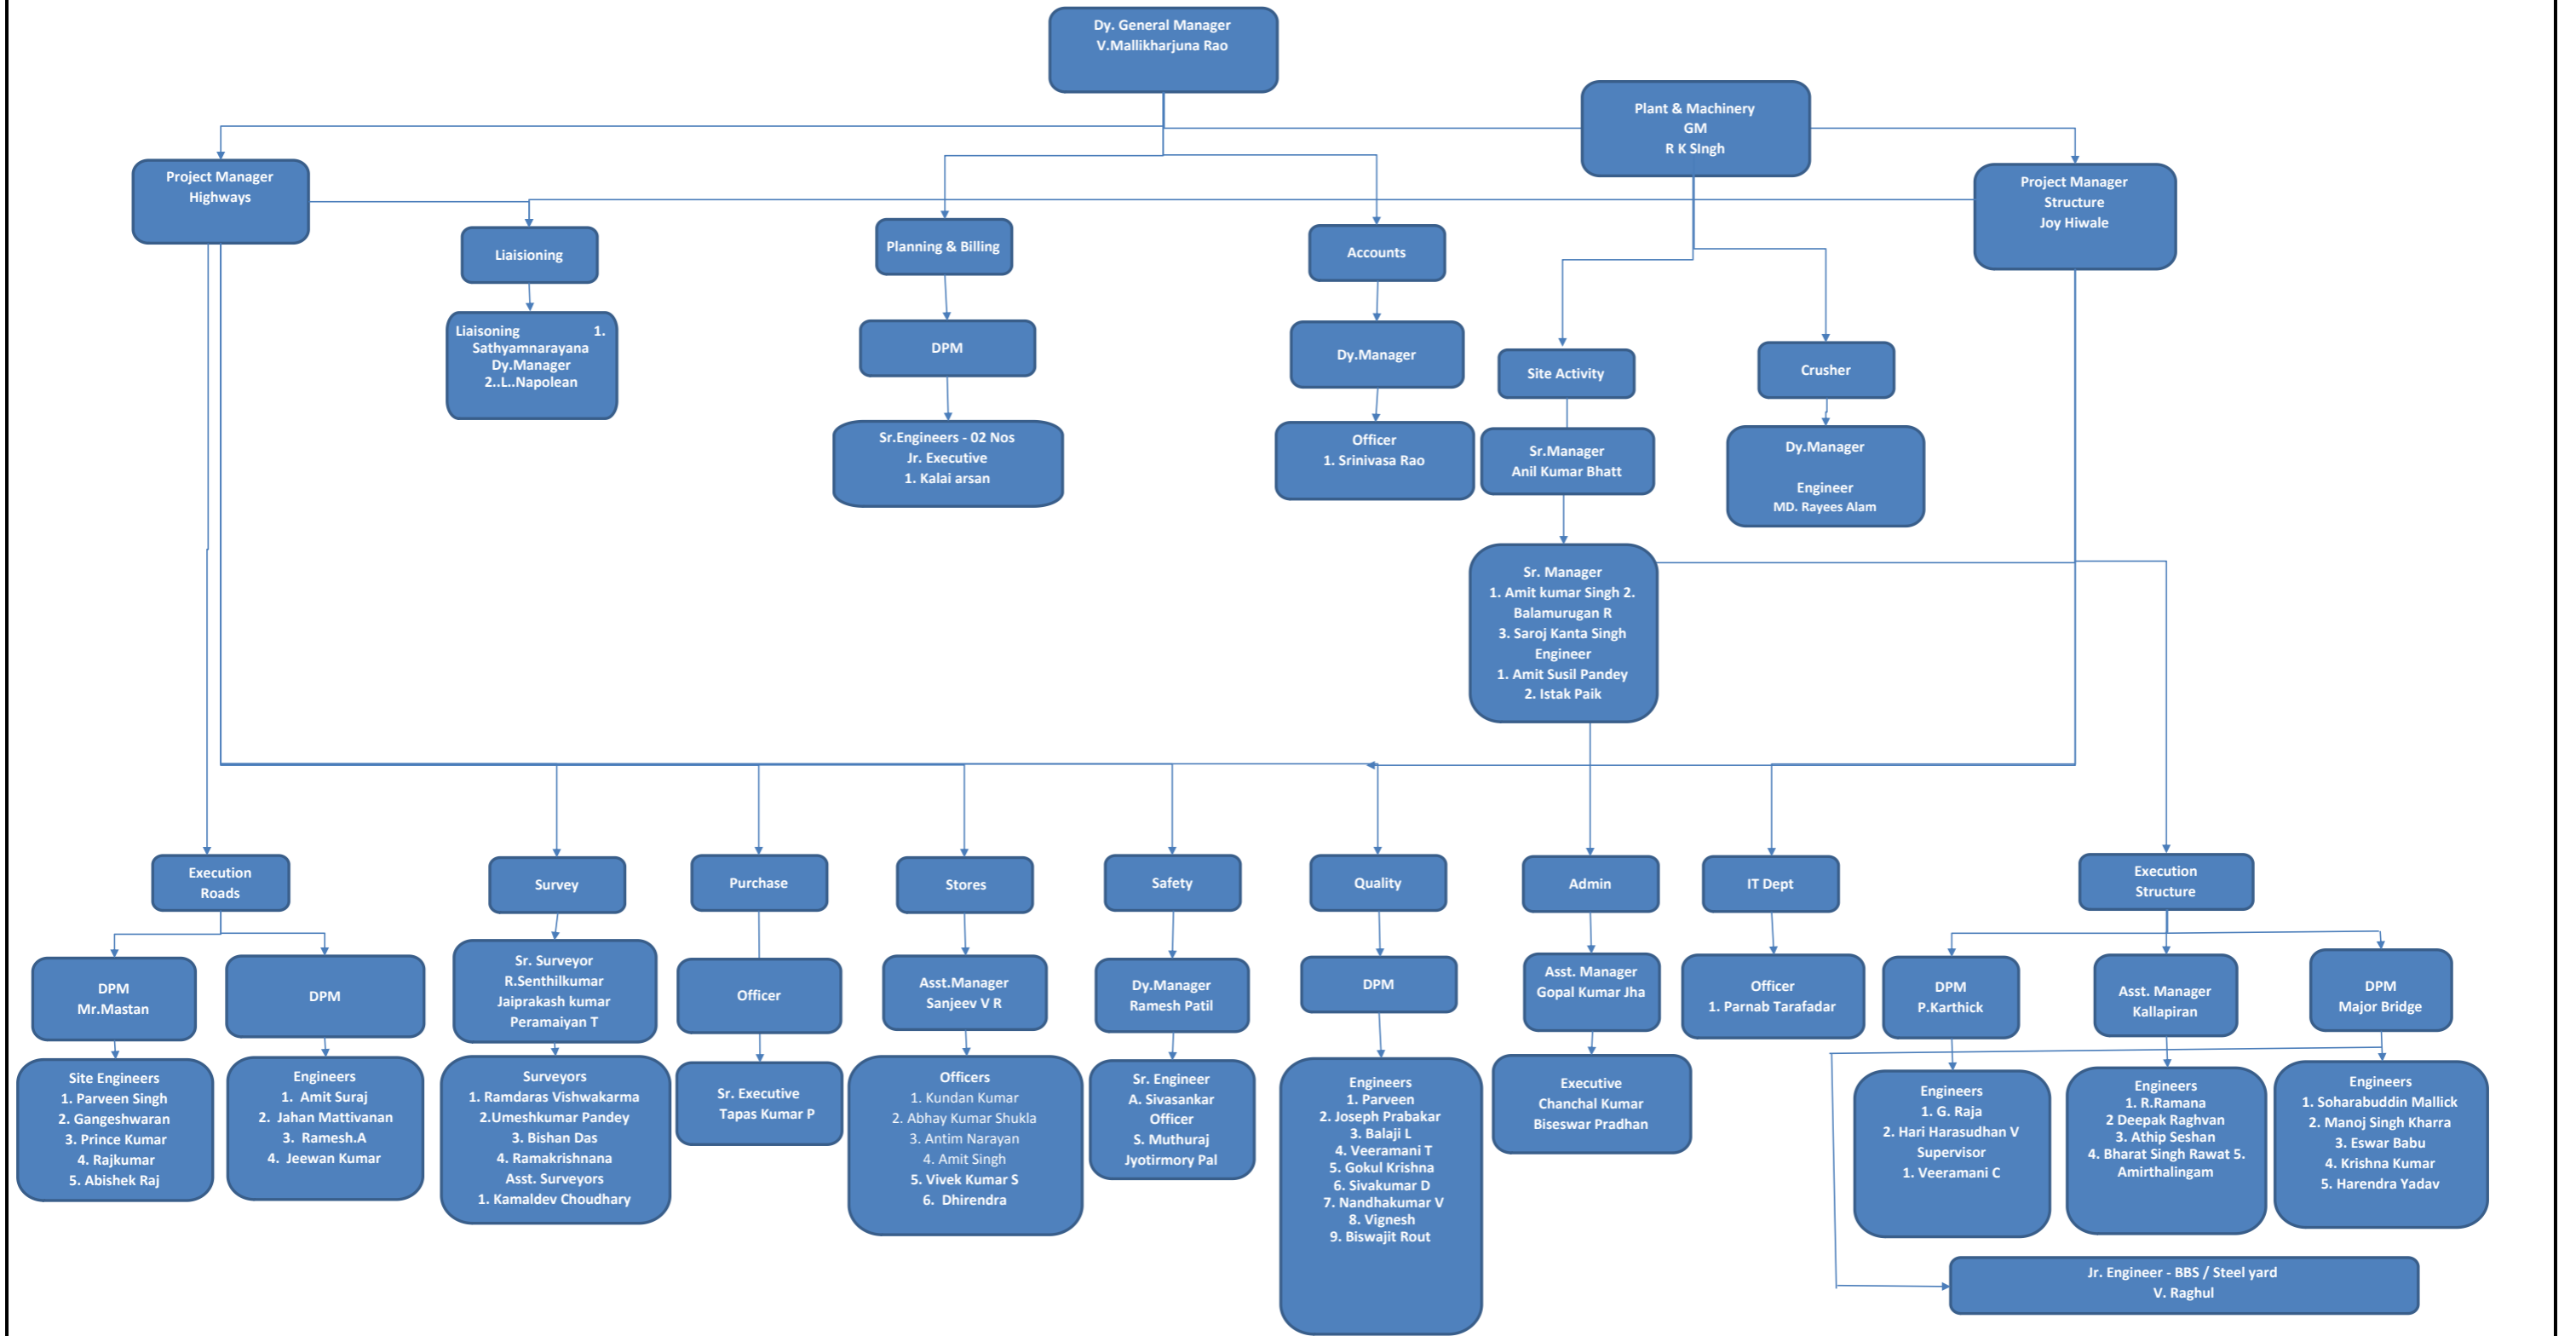 Dy. General Manager
V.Mallikharjuna Rao
Plant & Machinery
GM
R K SIngh
Project Manager
Highways
Project Manager
Structure
Joy Hiwale
Liaisioning
Planning & Billing
Accounts
Liaisoning 1.
Sathyamnarayana
Dy.Manager
2..L..Napolean
DPM
Dy.Manager
Site Activity
Crusher
Sr.Engineers - 02 Nos
Jr. Executive
1. Kalai arsan
Officer
1. Srinivasa Rao
Sr.Manager
Anil Kumar Bhatt
Dy.Manager
Engineer
MD. Rayees Alam
Sr. Manager
1. Amit kumar Singh 2.
Balamurugan R
3. Saroj Kanta Singh
Engineer
1. Amit Susil Pandey
2. Istak Paik
Execution
Roads
Survey
Purchase
Stores
Safety
Quality
Admin
IT Dept
Execution
Structure
DPM
Mr.Mastan
DPM
Sr. Surveyor
R.Senthilkumar
Jaiprakash kumar
Peramaiyan T
Officer
Asst.Manager
Sanjeev V R
Dy.Manager
Ramesh Patil
DPM
Asst. Manager
Gopal Kumar Jha
Officer
1. Parnab Tarafadar
DPM
P.Karthick
Asst. Manager
Kallapiran
DPM
Major Bridge
Site Engineers
1. Parveen Singh
2. Gangeshwaran
3. Prince Kumar
4. Rajkumar
5. Abishek Raj
Engineers
1. Amit Suraj
2. Jahan Mattivanan
3. Ramesh.A
4. Jeewan Kumar
Surveyors
1. Ramdaras Vishwakarma
2.Umeshkumar Pandey
3. Bishan Das
4. Ramakrishnana
Asst. Surveyors
1. Kamaldev Choudhary
Sr. Executive
Tapas Kumar P
Officers
1. Kundan Kumar
2. Abhay Kumar Shukla
3. Antim Narayan
4. Amit Singh
5. Vivek Kumar S
6. Dhirendra
Sr. Engineer
A. Sivasankar
Officer
S. Muthuraj
Jyotirmory Pal
Engineers
1. Parveen
2. Joseph Prabakar
3. Balaji L
4. Veeramani T
5. Gokul Krishna
6. Sivakumar D
7. Nandhakumar V
8. Vignesh
9. Biswajit Rout
Executive
Chanchal Kumar
Biseswar Pradhan
Engineers
1. G. Raja
2. Hari Harasudhan V
Supervisor
1. Veeramani C
Engineers
1. R.Ramana
2 Deepak Raghvan
3. Athip Seshan
4. Bharat Singh Rawat 5.
Amirthalingam
Engineers
1. Soharabuddin Mallick
2. Manoj Singh Kharra
3. Eswar Babu
4. Krishna Kumar
5. Harendra Yadav
Jr. Engineer - BBS / Steel yard
V. Raghul